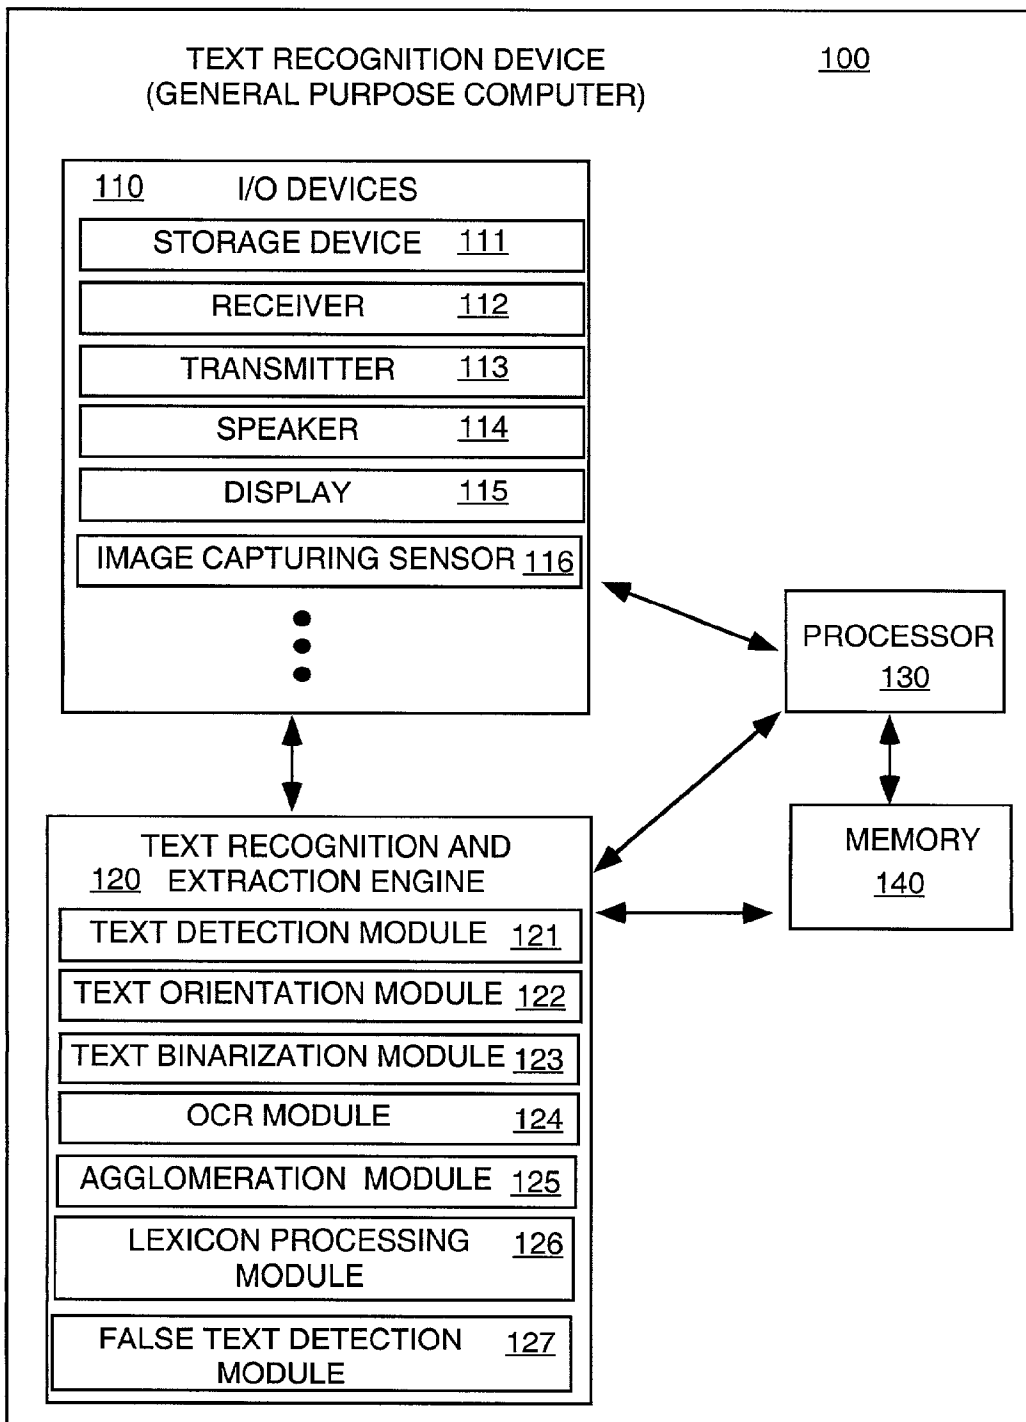 TEXT RECOGNITION DEVICE 100
(GENERAL PURPOSE COMPUTER)
110 I/O DEVICES
STORAGE DEVICE 111
RECEIVER 112
TRANSMITTER 113
SPEAKER 114
DISPLAY 115
IMAGE CAPTURING SENSOR 116
PROCESSOR
130
MEMORY
140
TEXT RECOGNITION AND
120 EXTRACTION ENGINE
TEXT DETECTION MODULE 121
TEXT ORIENTATION MODULE 122
TEXT BINARIZATION MODULE 123
OCR MODULE 124
AGGLOMERATION MODULE 125
LEXICON PROCESSING 126
MODULE
FALSE TEXT DETECTION 127
MODULE